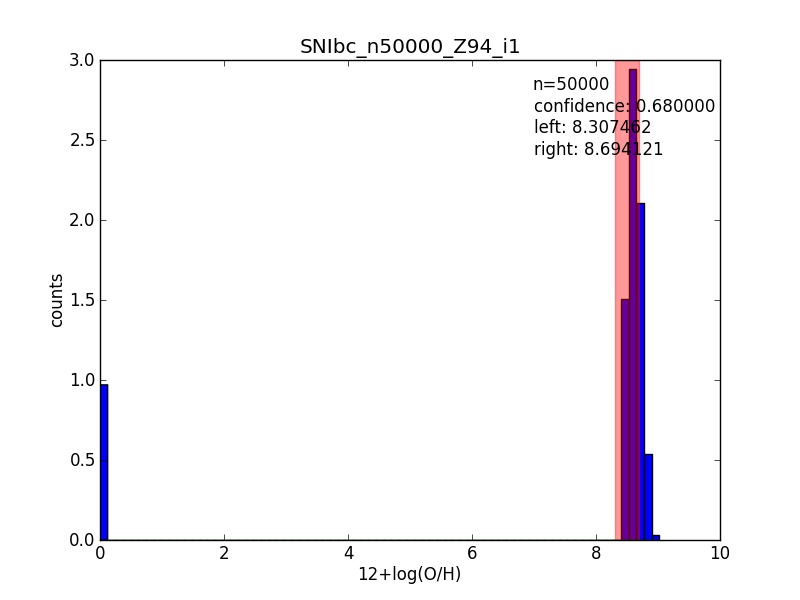 SNIbc_n50000_Z94_i1
n=50000
confidence: 0.680000
left: 8.307462
right: 8.694121
counts
3.0
2.5
2.0
1.5
1.0
0.5
0.0
0 2 4 6 8 10
12+log(O/H)